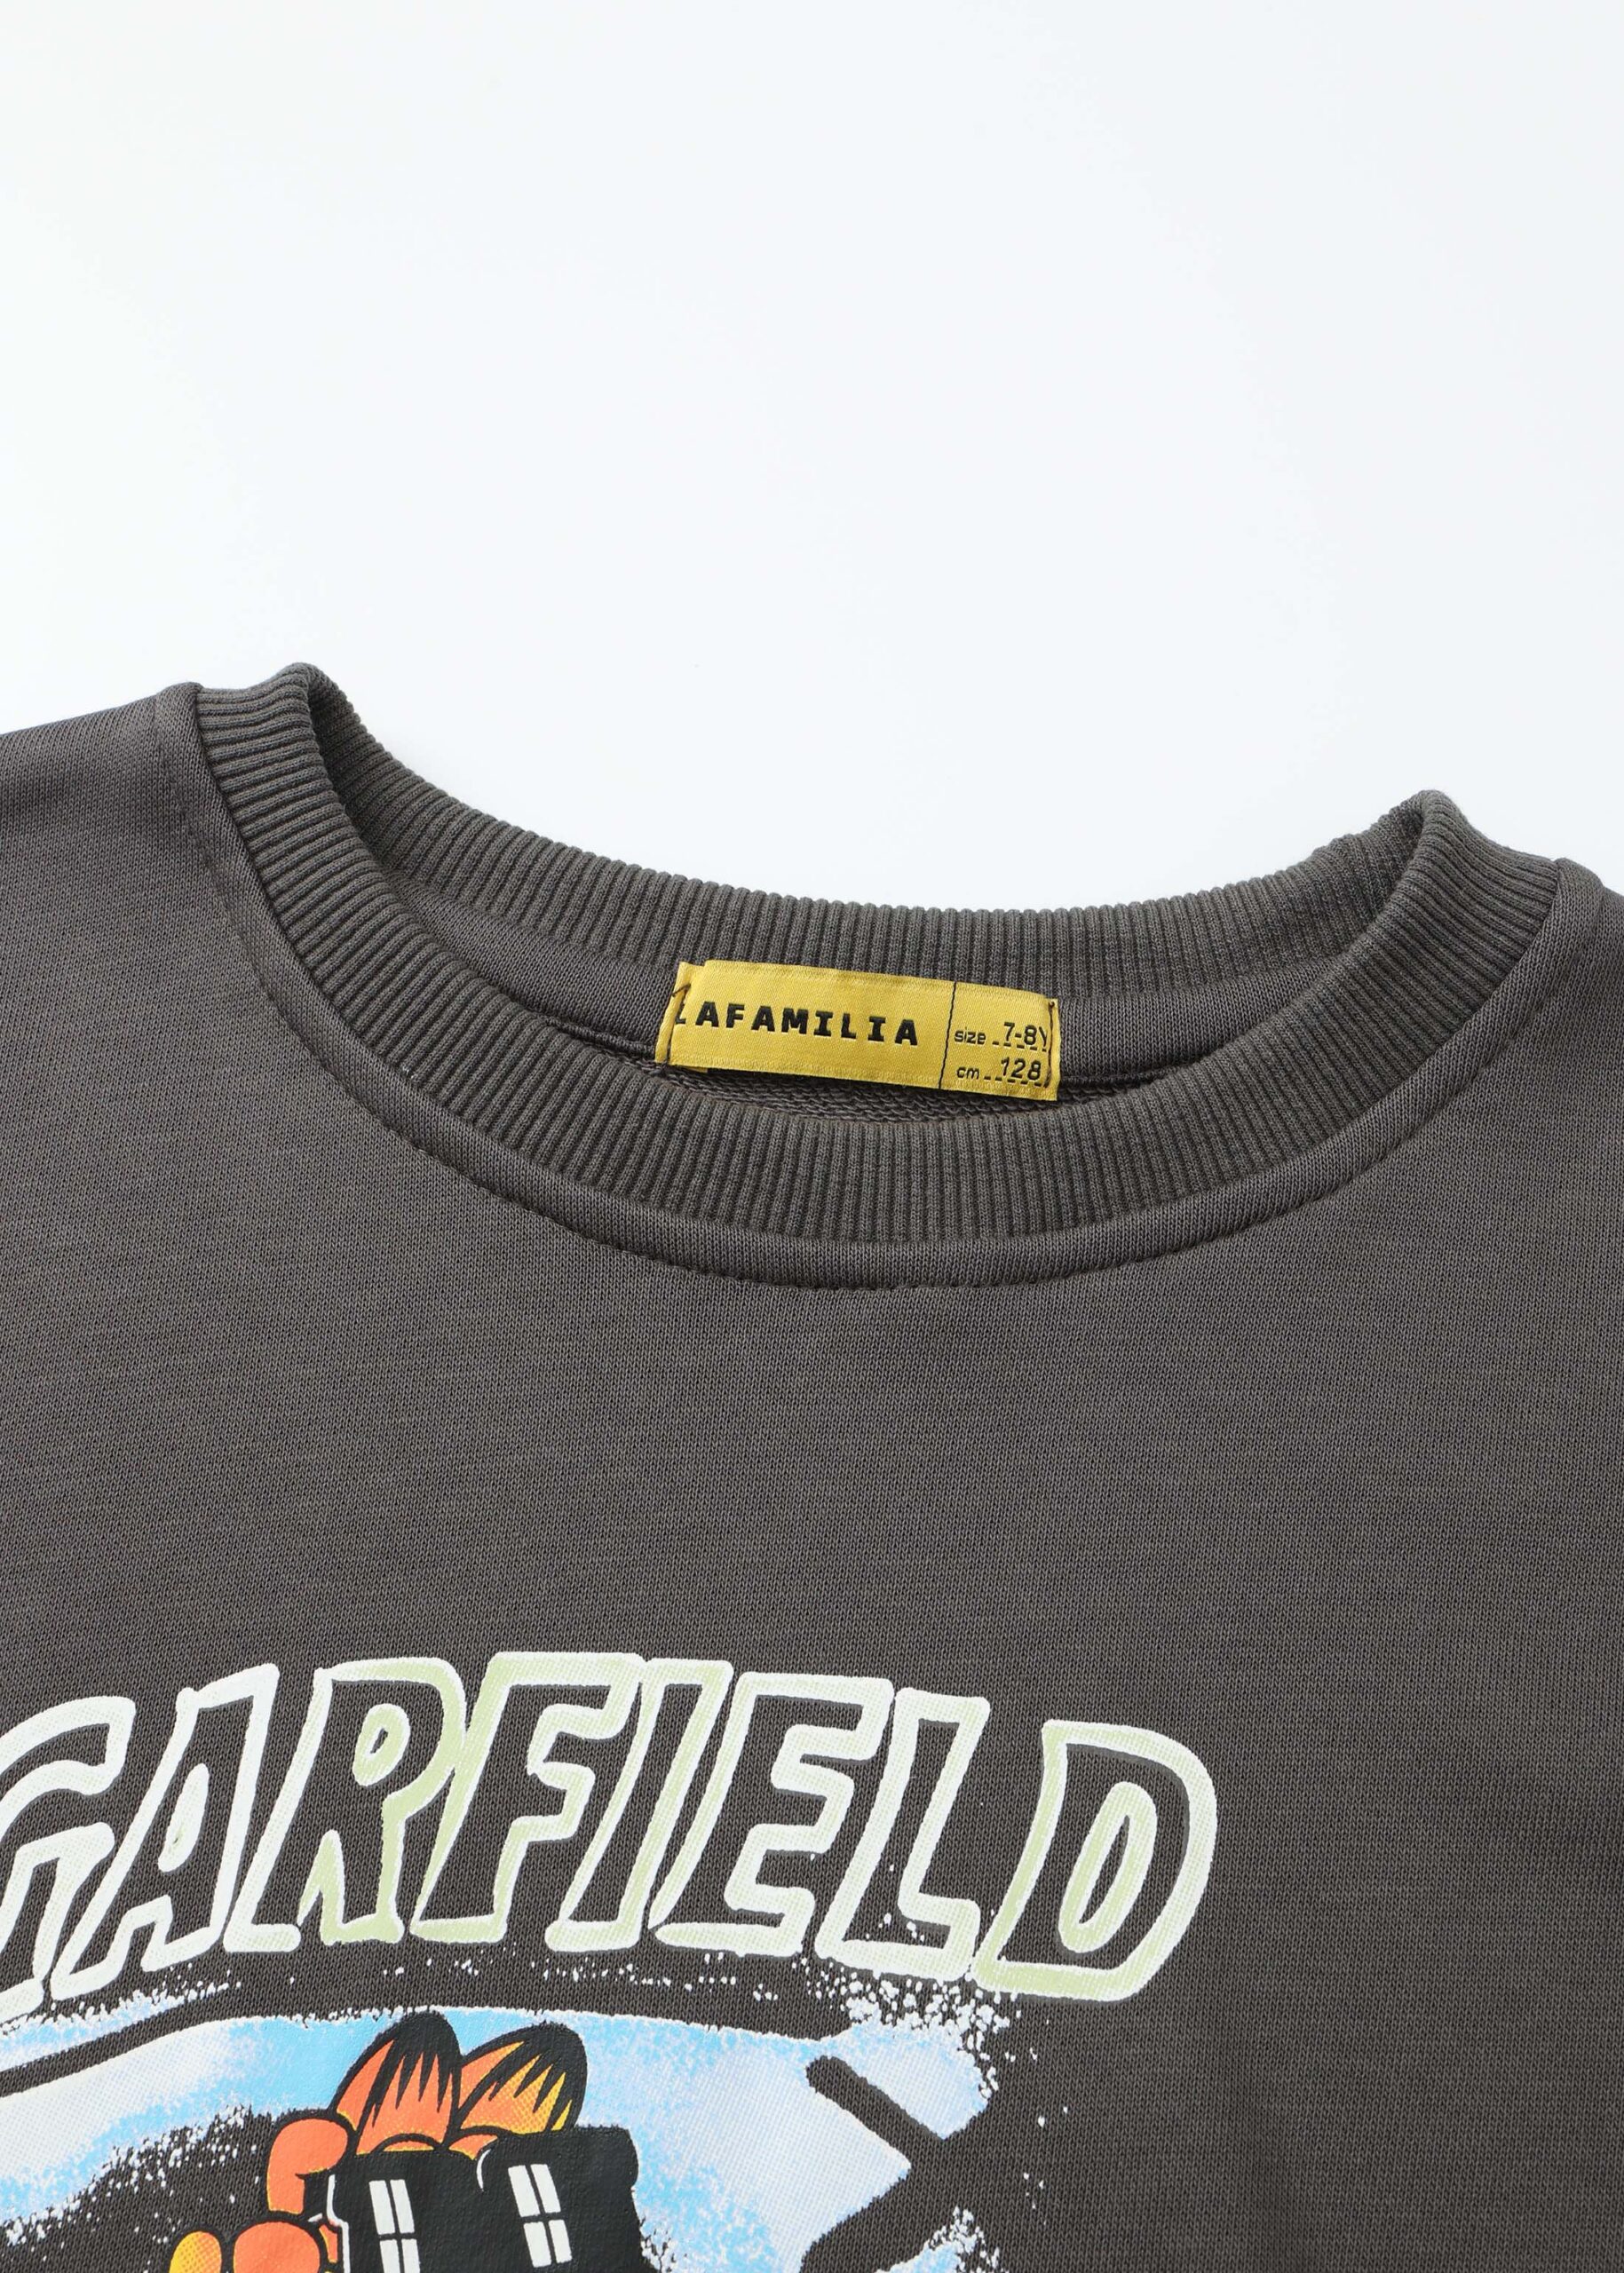 LAFAMILIA
size 7-8Y
cm 128
GARFIELD